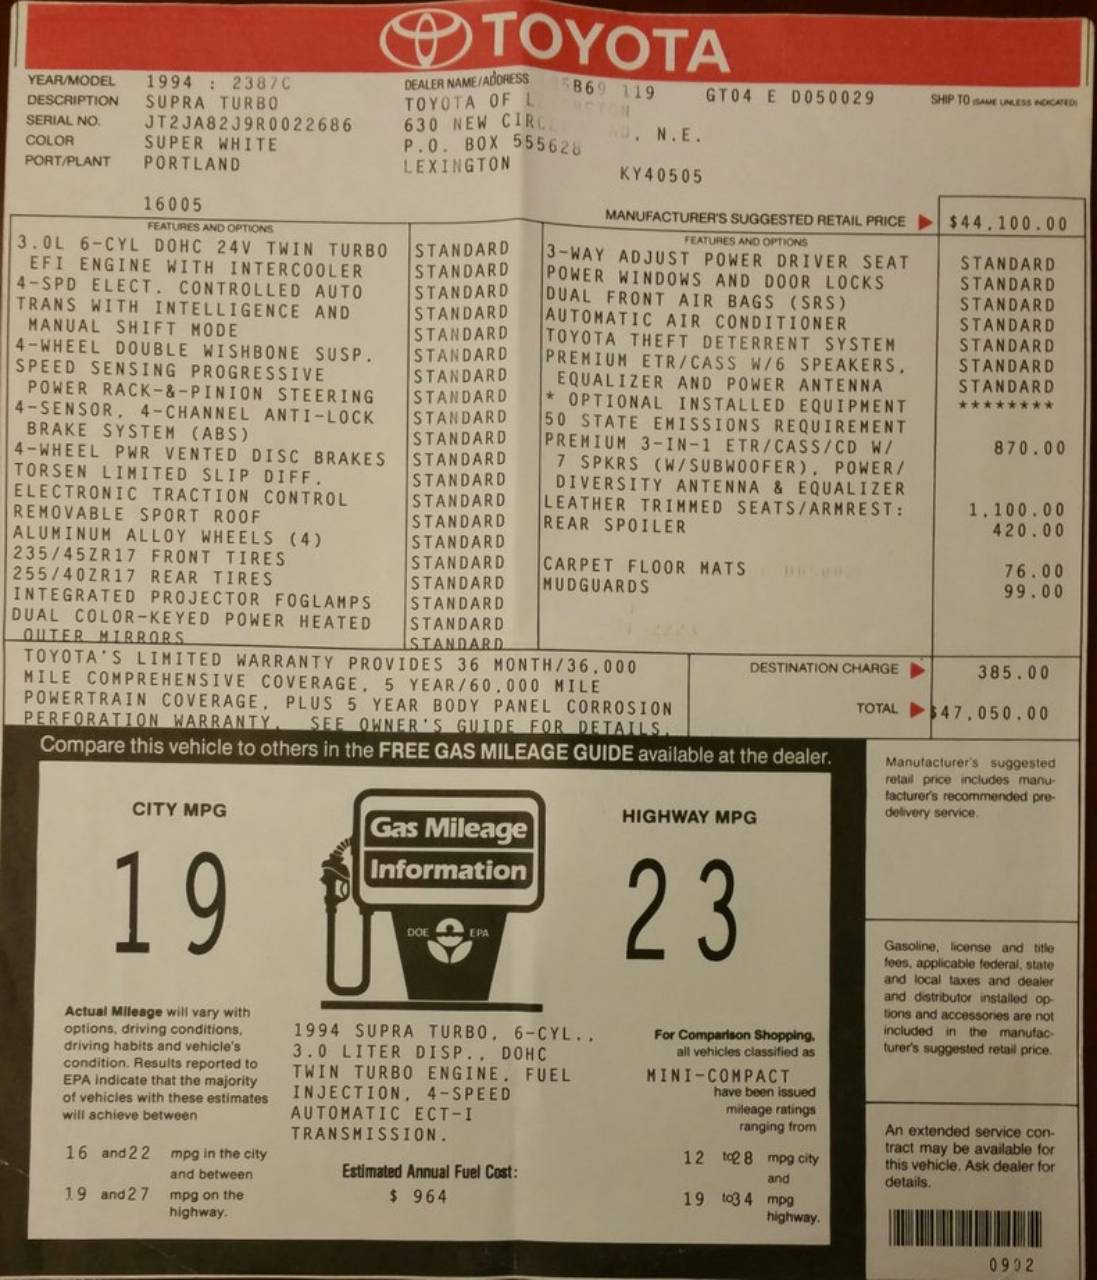 TOYOTA
YEAR/MODEL 1994 : 2387C
DESCRIPTION SUPRA TURBO
SERIAL NO. JT2JA82J9R0022686
COLOR SUPER WHITE
PORT/PLANT PORTLAND
16005
DEALER NAME/ADDRESS 5B69 119 GT04 E D050029
TOYOTA OF
630 NEW , N.E.
P.O. BOX 555628
LEXINGTON KY40505
SHIP TO (SAME UNLESS INDICATED)
MANUFACTURER'S SUGGESTED RETAIL PRICE $44,100.00
FEATURES AND OPTIONS
3.0L 6-CYL DOHC 24V TWIN TURBO STANDARD
EFI ENGINE WITH INTERCOOLER STANDARD
4-SPD ELECT. CONTROLLED AUTO STANDARD
TRANS WITH INTELLIGENCE AND STANDARD
MANUAL SHIFT MODE STANDARD
4-WHEEL DOUBLE WISHBONE SUSP. STANDARD
SPEED SENSING PROGRESSIVE STANDARD
POWER RACK-&-PINION STEERING STANDARD
4-SENSOR, 4-CHANNEL ANTI-LOCK STANDARD
BRAKE SYSTEM (ABS) STANDARD
4-WHEEL PWR VENTED DISC BRAKES STANDARD
TORSEN LIMITED SLIP DIFF. STANDARD
ELECTRONIC TRACTION CONTROL STANDARD
REMOVABLE SPORT ROOF STANDARD
ALUMINUM ALLOY WHEELS (4) STANDARD
235/45ZR17 FRONT TIRES STANDARD
255/40ZR17 REAR TIRES STANDARD
INTEGRATED PROJECTOR FOGLAMPS STANDARD
DUAL COLOR-KEYED POWER HEATED STANDARD
OUTER MIRRORS STANDARD
FEATURES AND OPTIONS
3-WAY ADJUST POWER DRIVER SEAT STANDARD
POWER WINDOWS AND DOOR LOCKS STANDARD
DUAL FRONT AIR BAGS (SRS) STANDARD
AUTOMATIC AIR CONDITIONER STANDARD
TOYOTA THEFT DETERRENT SYSTEM STANDARD
PREMIUM ETR/CASS W/6 SPEAKERS, STANDARD
EQUALIZER AND POWER ANTENNA STANDARD
* OPTIONAL INSTALLED EQUIPMENT ********
50 STATE EMISSIONS REQUIREMENT
PREMIUM 3-IN-1 ETR/CASS/CD W/ 870.00
7 SPKRS (W/SUBWOOFER), POWER/
DIVERSITY ANTENNA & EQUALIZER
LEATHER TRIMMED SEATS/ARMREST: 1,100.00
REAR SPOILER 420.00
CARPET FLOOR MATS 76.00
MUDGUARDS 99.00
TOYOTA'S LIMITED WARRANTY PROVIDES 36 MONTH/36,000
MILE COMPREHENSIVE COVERAGE, 5 YEAR/60,000 MILE
POWERTRAIN COVERAGE, PLUS 5 YEAR BODY PANEL CORROSION
PERFORATION WARRANTY. SEE OWNER'S GUIDE FOR DETAILS.
DESTINATION CHARGE 385.00
TOTAL $47,050.00
Compare this vehicle to others in the FREE GAS MILEAGE GUIDE available at the dealer.
CITY MPG
19
Gas Mileage
Information
DOE EPA
HIGHWAY MPG
23
Actual Mileage will vary with
options, driving conditions,
driving habits and vehicle's
condition. Results reported to
EPA indicate that the majority
of vehicles with these estimates
will achieve between
16 and 22 mpg in the city
and between
19 and 27 mpg on the
highway.
1994 SUPRA TURBO, 6-CYL.,
3.0 LITER DISP., DOHC
TWIN TURBO ENGINE, FUEL
INJECTION, 4-SPEED
AUTOMATIC ECT-I
TRANSMISSION.
Estimated Annual Fuel Cost:
$ 964
For Comparison Shopping,
all vehicles classified as
MINI-COMPACT
have been issued
mileage ratings
ranging from
12 to 28 mpg city
and
19 to 34 mpg
highway.
Manufacturer's suggested
retail price includes manu-
facturer's recommended pre-
delivery service.
Gasoline, license and title
fees, applicable federal, state
and local taxes and dealer
and distributor installed op-
tions and accessories are not
included in the manufac-
turer's suggested retail price.
An extended service con-
tract may be available for
this vehicle. Ask dealer for
details.
0902